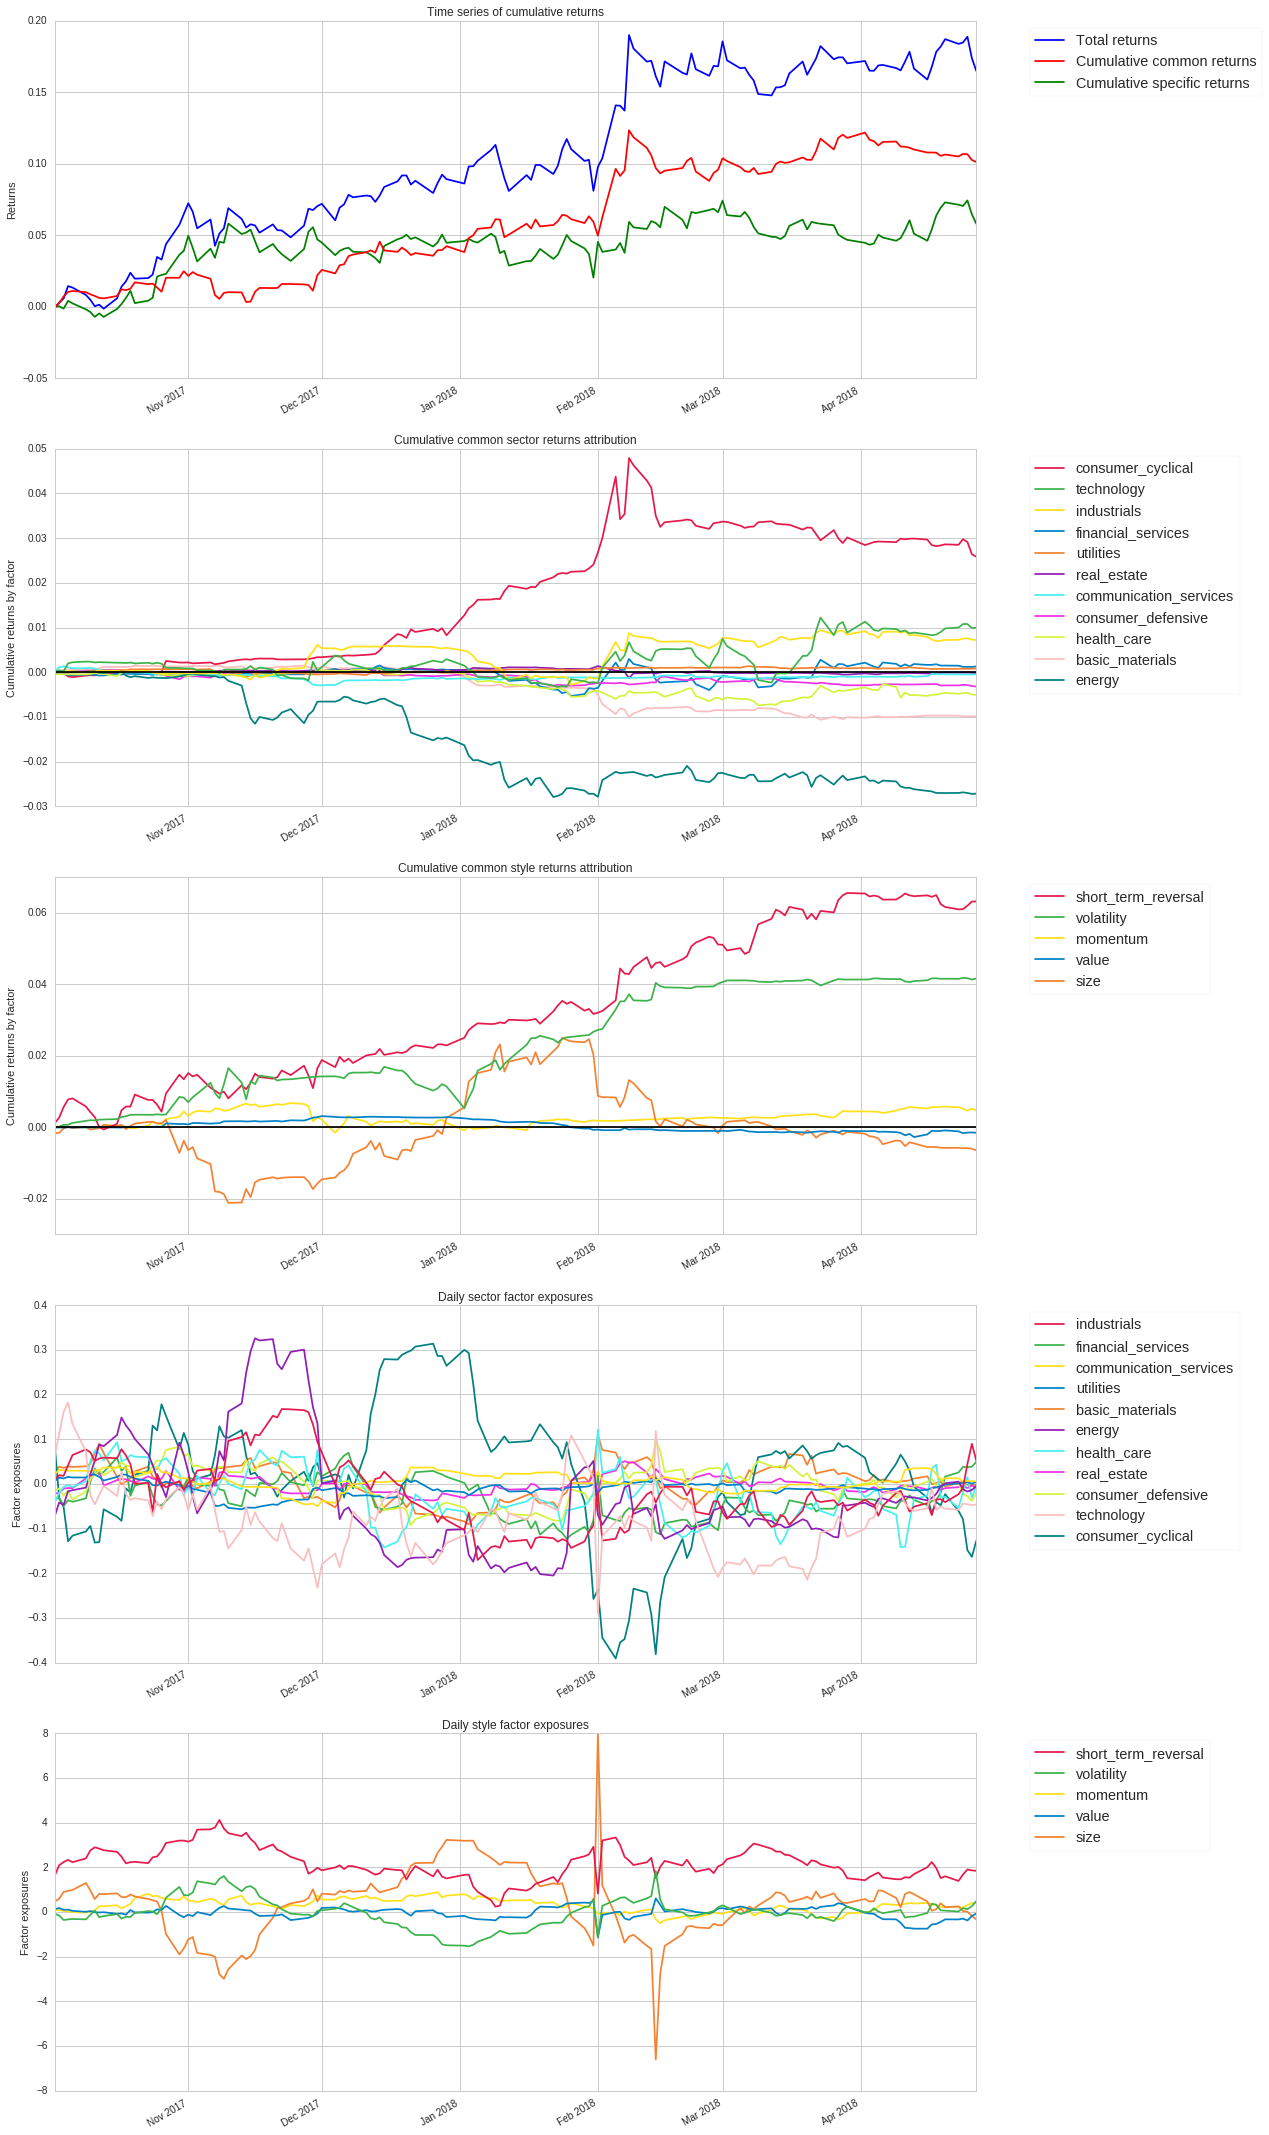 Time series of cumulative returns
Returns
0.20
0.15
0.10
0.05
0.00
−0.05
Nov 2017
Dec 2017
Jan 2018
Feb 2018
Mar 2018
Apr 2018
Total returns
Cumulative common returns
Cumulative specific returns
Cumulative common sector returns attribution
Cumulative returns by factor
0.05
0.04
0.03
0.02
0.01
0.00
−0.01
−0.02
−0.03
Nov 2017
Dec 2017
Jan 2018
Feb 2018
Mar 2018
Apr 2018
consumer_cyclical
technology
industrials
financial_services
utilities
real_estate
communication_services
consumer_defensive
health_care
basic_materials
energy
Cumulative common style returns attribution
Cumulative returns by factor
0.06
0.04
0.02
0.00
−0.02
Nov 2017
Dec 2017
Jan 2018
Feb 2018
Mar 2018
Apr 2018
short_term_reversal
volatility
momentum
value
size
Daily sector factor exposures
Factor exposures
0.4
0.3
0.2
0.1
0.0
−0.1
−0.2
−0.3
−0.4
Nov 2017
Dec 2017
Jan 2018
Feb 2018
Mar 2018
Apr 2018
industrials
financial_services
communication_services
utilities
basic_materials
energy
health_care
real_estate
consumer_defensive
technology
consumer_cyclical
Daily style factor exposures
Factor exposures
8
6
4
2
0
−2
−4
−6
−8
Nov 2017
Dec 2017
Jan 2018
Feb 2018
Mar 2018
Apr 2018
short_term_reversal
volatility
momentum
value
size